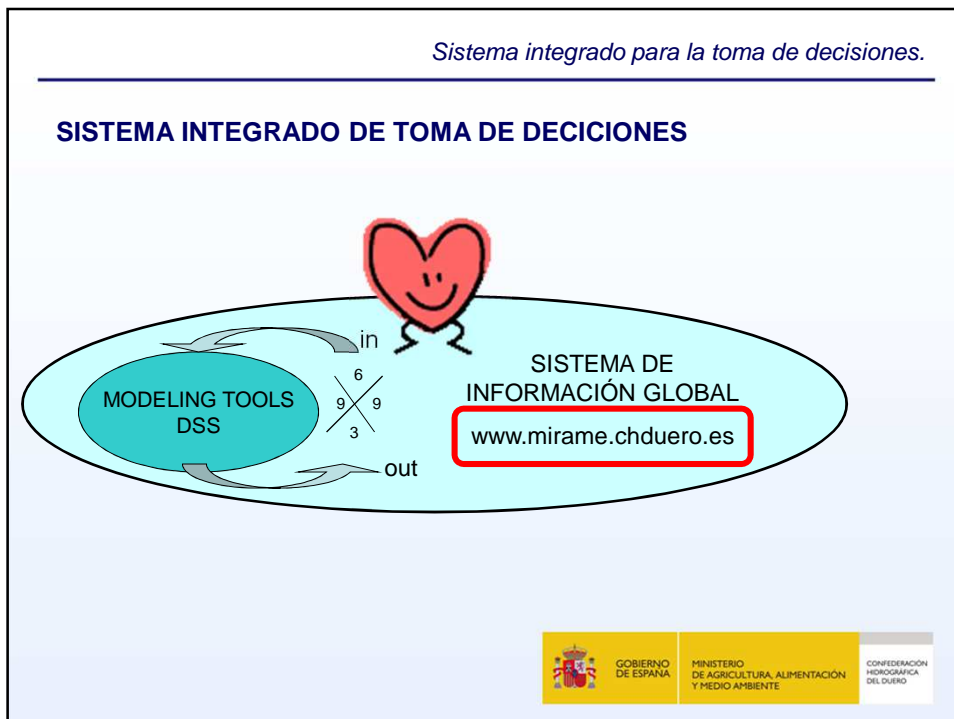 Sistema integrado para la toma de decisiones.
SISTEMA INTEGRADO DE TOMA DE DECICIONES
in
6
9 9
3
out
MODELING TOOLS
DSS
SISTEMA DE
INFORMACIÓN GLOBAL
www.mirame.chduero.es
GOBIERNO
DE ESPAÑA
MINISTERIO
DE AGRICULTURA, ALIMENTACIÓN
Y MEDIO AMBIENTE
CONFEDERACIÓN
HIDROGRÁFICA
DEL DUERO